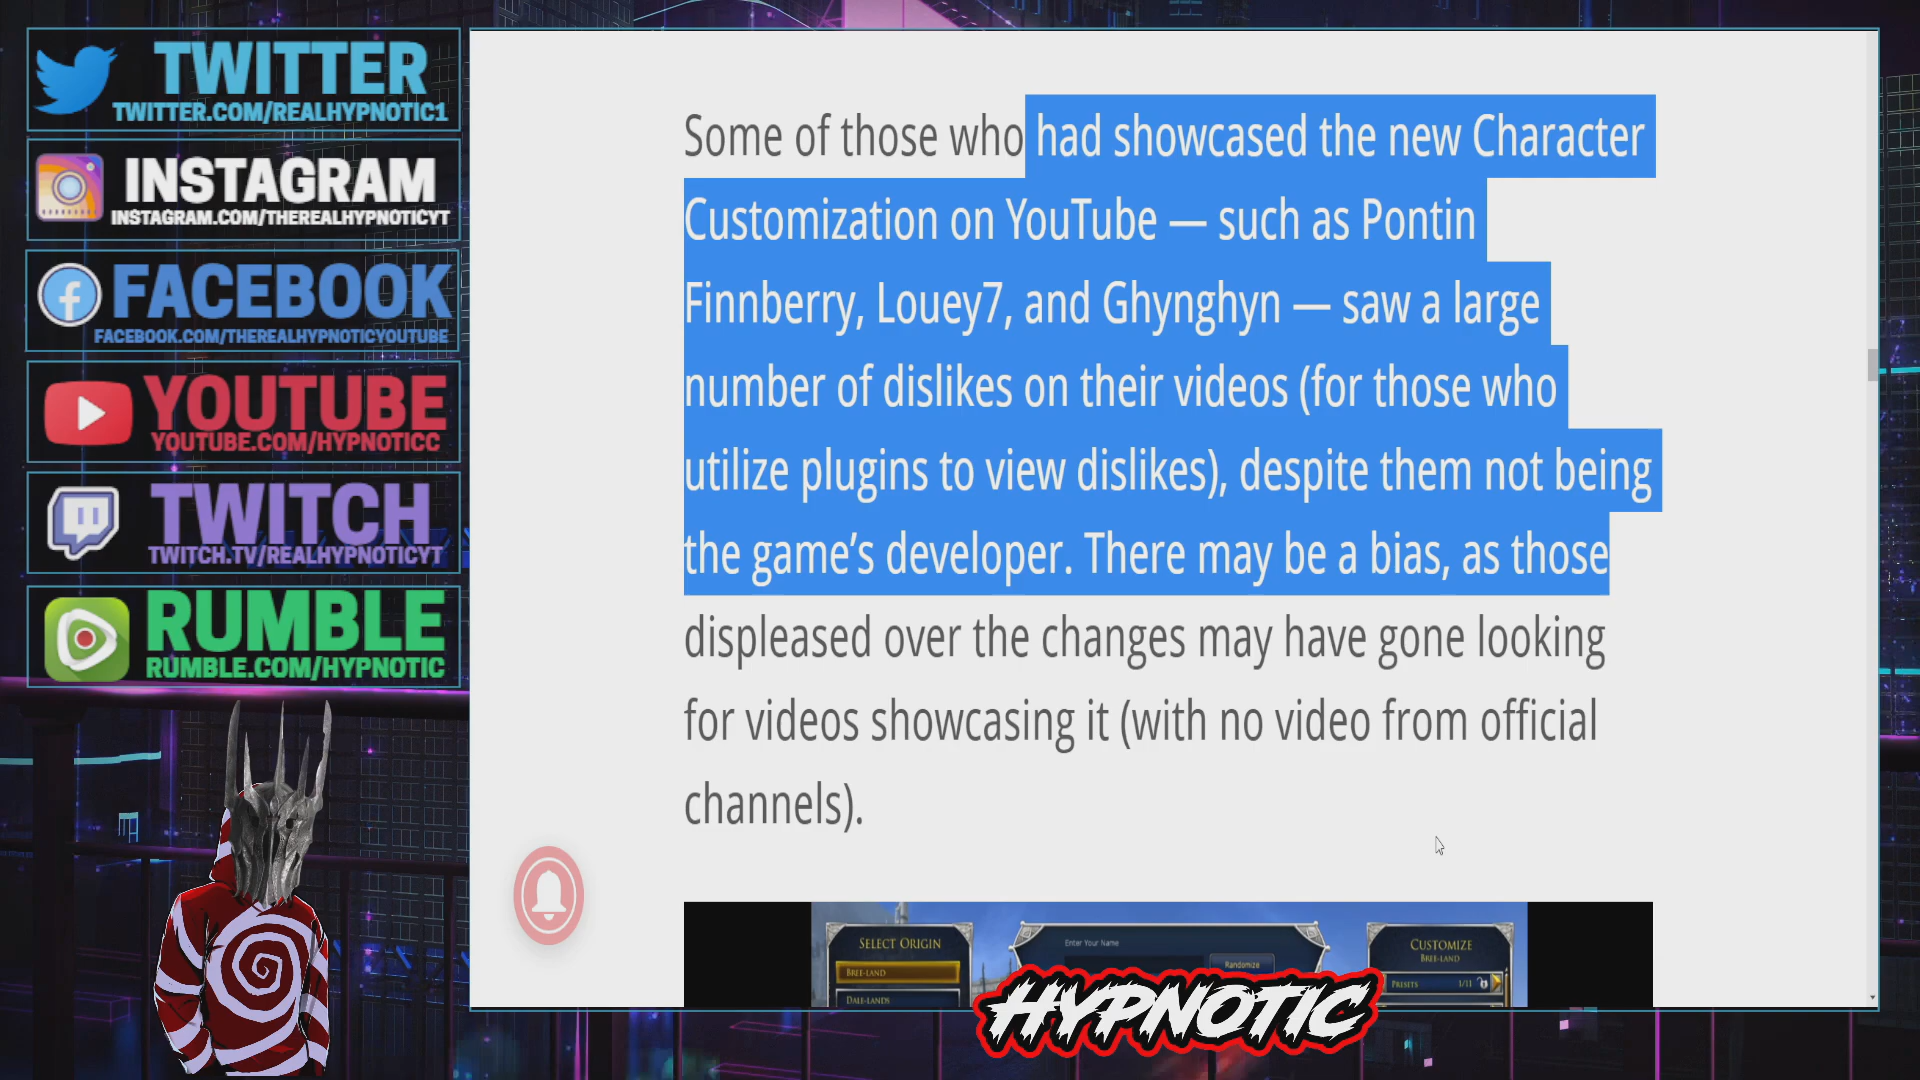 TWITTER
TWITTER.COM/REALHYPNOTIC1
INSTAGRAM
INSTAGRAM.COM/THEREALHYPNOTICYT
FACEBOOK
FACEBOOK.COM/THEREALHYPNOTICYOUTUBE
YOUTUBE
YOUTUBE.COM/HYPNOTICC
TWITCH
TWITCH.TV/REALHYPNOTICYT
RUMBLE
RUMBLE.COM/HYPNOTIC
Some of those who had showcased the new Character
Customization on YouTube — such as Pontin
Finnberry, Louey7, and Ghynghyn — saw a large
number of dislikes on their videos (for those who
utilize plugins to view dislikes), despite them not being
the game’s developer. There may be a bias, as those
displeased over the changes may have gone looking
for videos showcasing it (with no video from official
channels).
SELECT ORIGIN
BREE-LAND
DALE-LANDS
Enter Your Name
Randomize
CUSTOMIZE
BREE-LAND
PRESETS 1/11
HYPNOTIC